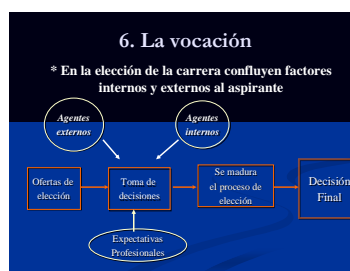 6. La vocación
* En la elección de la carrera confluyen factores
internos y externos al aspirante
Agentes
externos
Agentes
internos
Ofertas de
elección
Toma de
decisiones
Se madura
el proceso de
elección
Decisión
Final
Expectativas
Profesionales